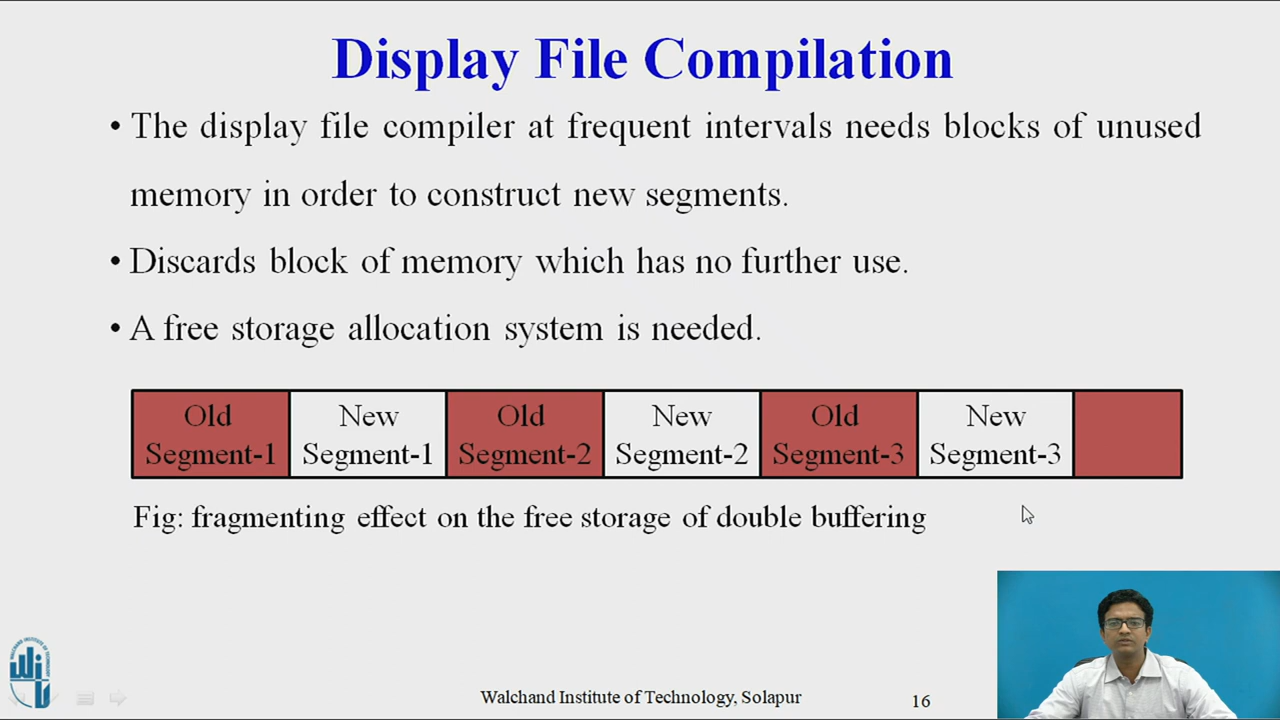 Display File Compilation
• The display file compiler at frequent intervals needs blocks of unused
memory in order to construct new segments.
• Discards block of memory which has no further use.
• A free storage allocation system is needed.
Old Segment-1 New Segment-1 Old Segment-2 New Segment-2 Old Segment-3 New Segment-3
Fig: fragmenting effect on the free storage of double buffering
Walchand Institute of Technology, Solapur
16